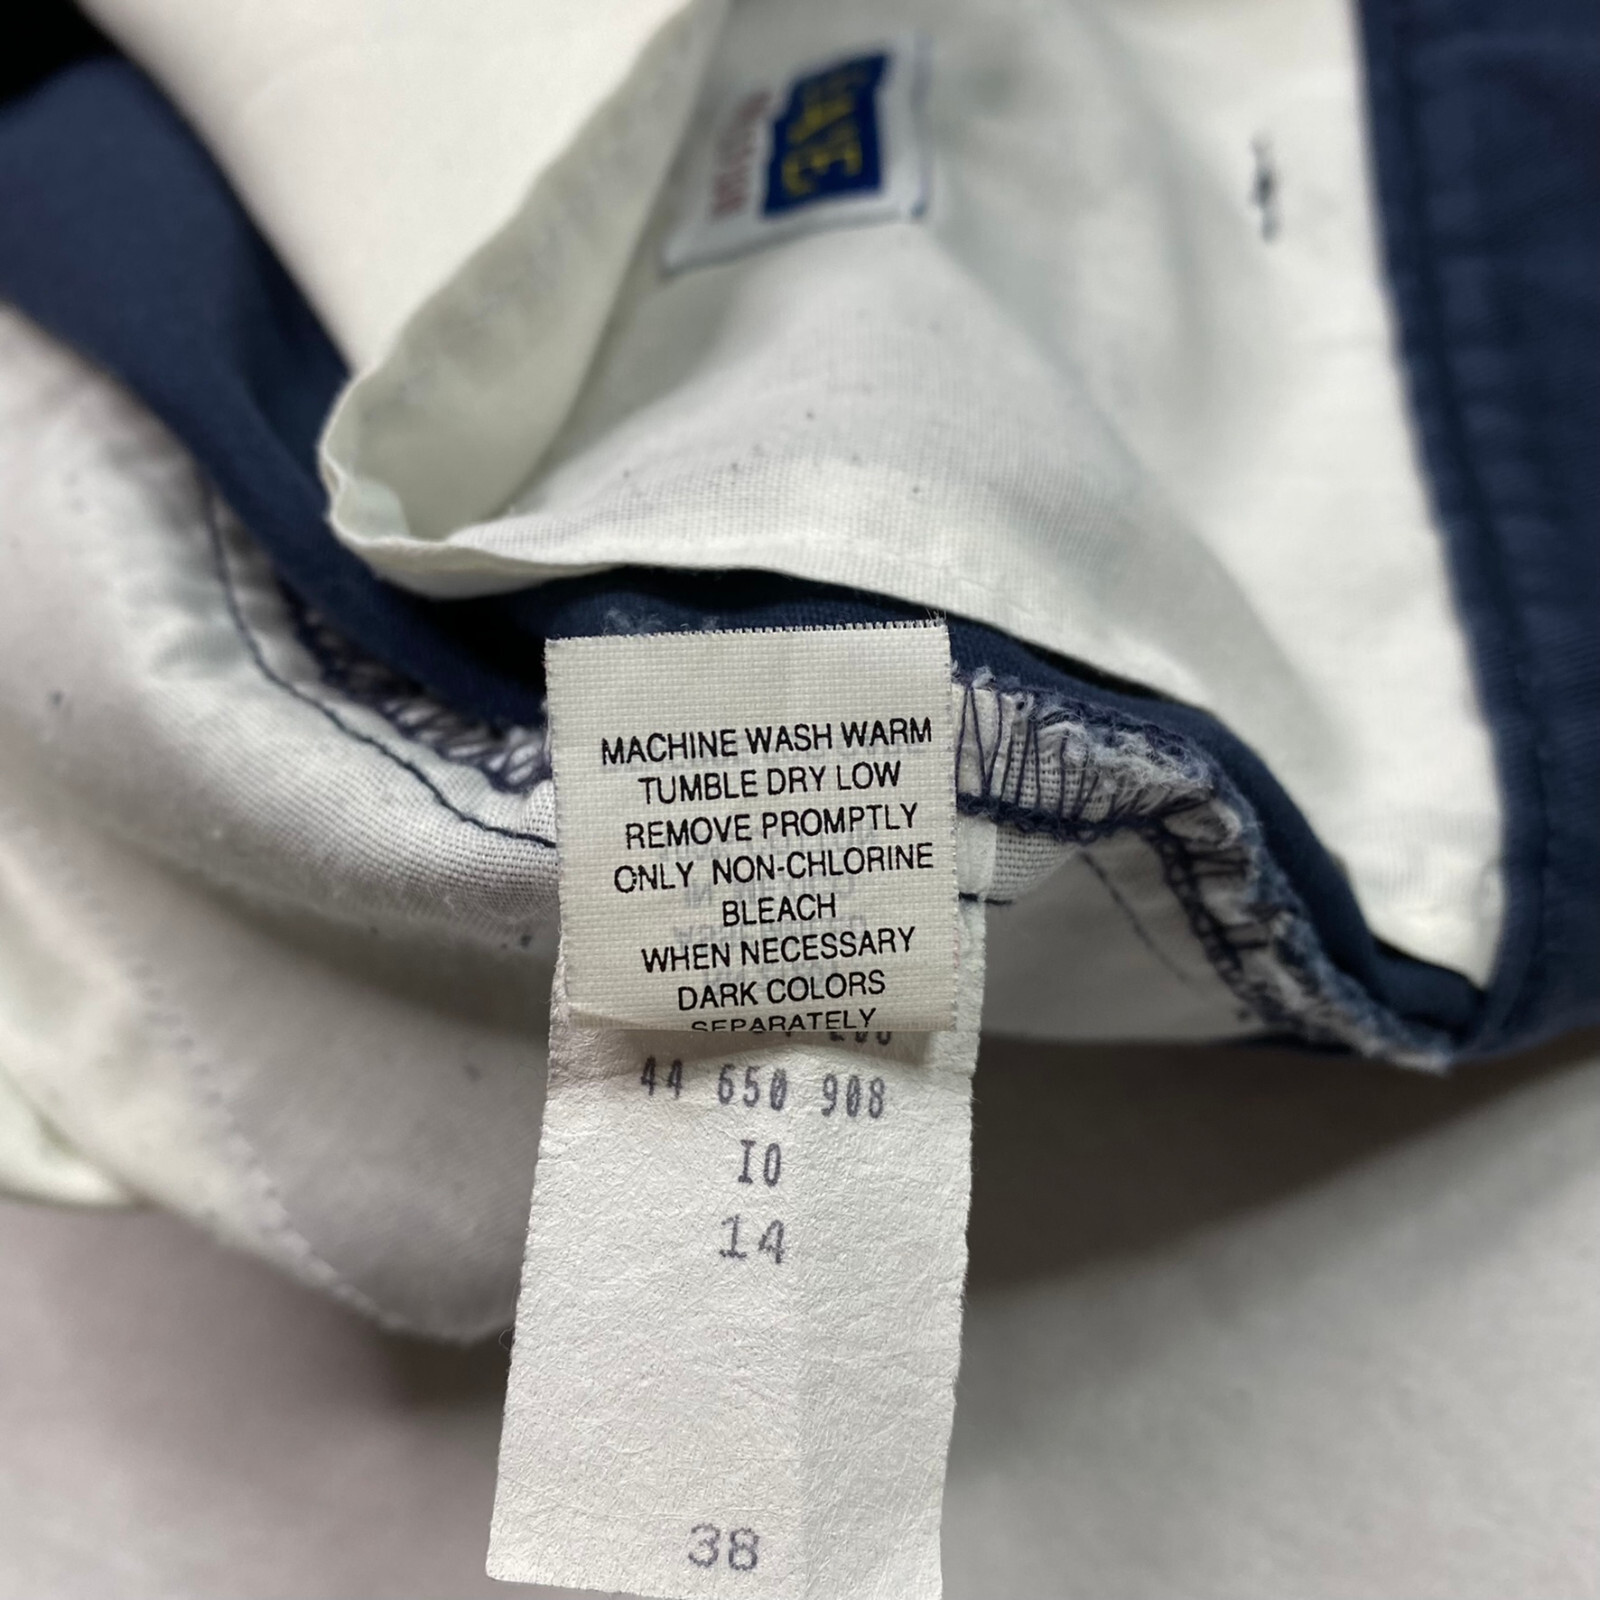 MACHINE WASH WARM
TUMBLE DRY LOW
REMOVE PROMPTLY
ONLY NON-CHLORINE
BLEACH
WHEN NECESSARY
DARK COLORS
SEPARATELY
44 650 908
10
14
38